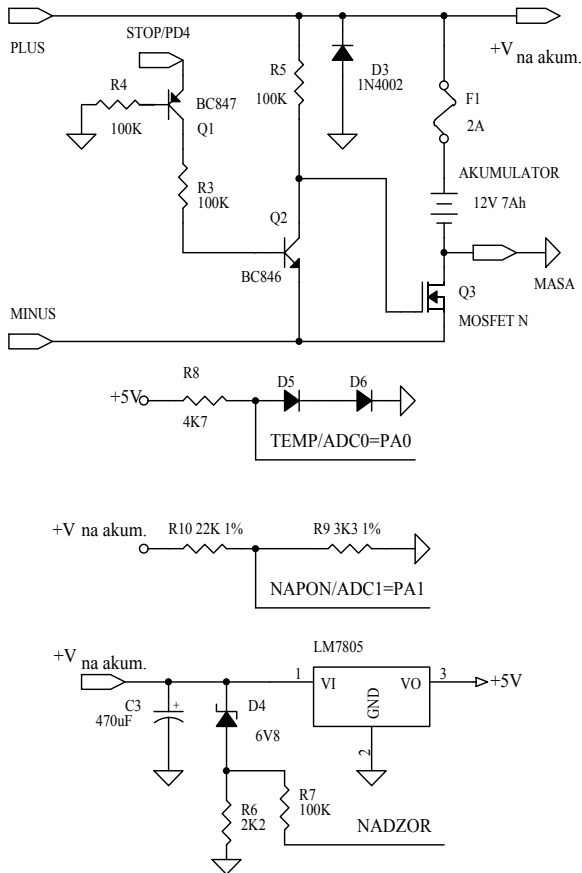 PLUS
STOP/PD4
+V na akum.
R4
100K
BC847
Q1
R5
100K
D3
1N4002
F1
2A
R3
100K
AKUMULATOR
12V 7Ah
Q2
BC846
Q3
MASA
MINUS
MOSFET N
R8
D5
D6
+5V
4K7
TEMP/ADC0=PA0
+V na akum.
R10 22K 1%
R9 3K3 1%
NAPON/ADC1=PA1
LM7805
+V na akum.
1
VI
VO
3
+5V
GND
2
C3
470uF
+
D4
6V8
R6
2K2
R7
100K
NADZOR